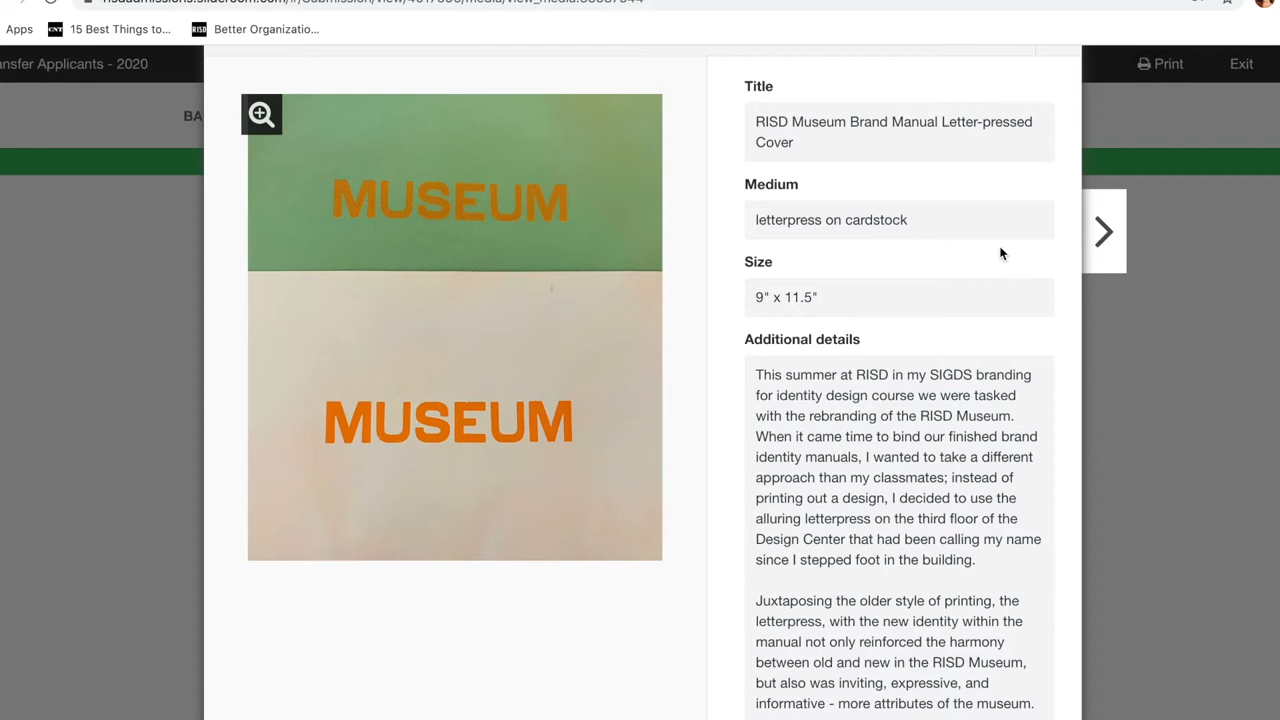 Apps 15 Best Things to... Better Organizatio...
ansfer Applicants - 2020 Print Exit
BA
MUSEUM
MUSEUM
Title
RISD Museum Brand Manual Letter-pressed
Cover
Medium
letterpress on cardstock
Size
9" x 11.5"
Additional details
This summer at RISD in my SIGDS branding
for identity design course we were tasked
with the rebranding of the RISD Museum.
When it came time to bind our finished brand
identity manuals, I wanted to take a different
approach than my classmates; instead of
printing out a design, I decided to use the
alluring letterpress on the third floor of the
Design Center that had been calling my name
since I stepped foot in the building.
Juxtaposing the older style of printing, the
letterpress, with the new identity within the
manual not only reinforced the harmony
between old and new in the RISD Museum,
but also was inviting, expressive, and
informative - more attributes of the museum.